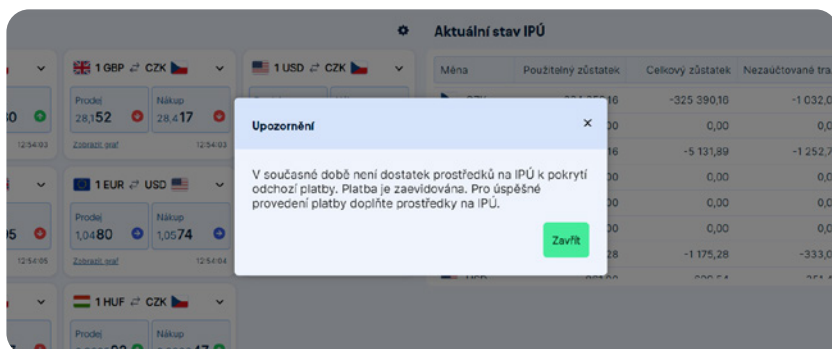 Aktuální stav IPÚ
1 GBP ⇄ CZK
1 USD ⇄ CZK
Měna Použitelný zůstatek Celkový zůstatek Nezaúčtované tra
Prodej Nákup
28,152 28,417
12:54:03 Zobrazit graf 12:54:03
-325 390,16 -1 032,0
0,00 0,0
-5 131,89 -1 252,7
0,00 0,0
0,00 0,0
0,00 0,0
-1 175,28 -333,0
Upozornění
V současné době není dostatek prostředků na IPÚ k pokrytí
odchozí platby. Platba je zaevidována. Pro úspěšné
provedení platby doplňte prostředky na IPÚ.
Zavřít
1 EUR ⇄ USD
Prodej Nákup
1,0480 1,0574
12:54:05 Zobrazit graf 12:54:04
1 HUF ⇄ CZK
Prodej Nákup